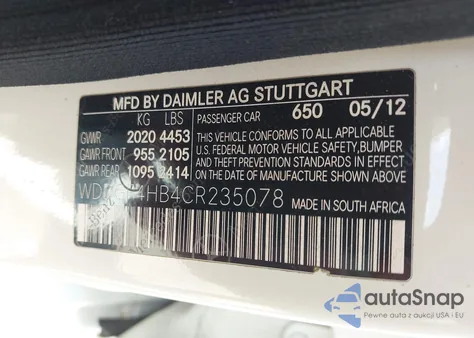 MFD BY DAIMLER AG STUTTGART
KG LBS PASSENGER CAR 650 05/12
GVWR 2020 4453
GAWR FRONT 955 2105
GAWR REAR 1095 2414
THIS VEHICLE CONFORMS TO ALL APPLICABLE
U.S. FEDERAL MOTOR VEHICLE SAFETY, BUMPER
AND THEFT PREVENTION STANDARDS IN EFFECT
ON THE DATE OF MANUFACTURE SHOWN ABOVE.
4HB4CR235078
MADE IN SOUTH AFRICA
autoSnap
Pewne auta z aukcji USA i EU